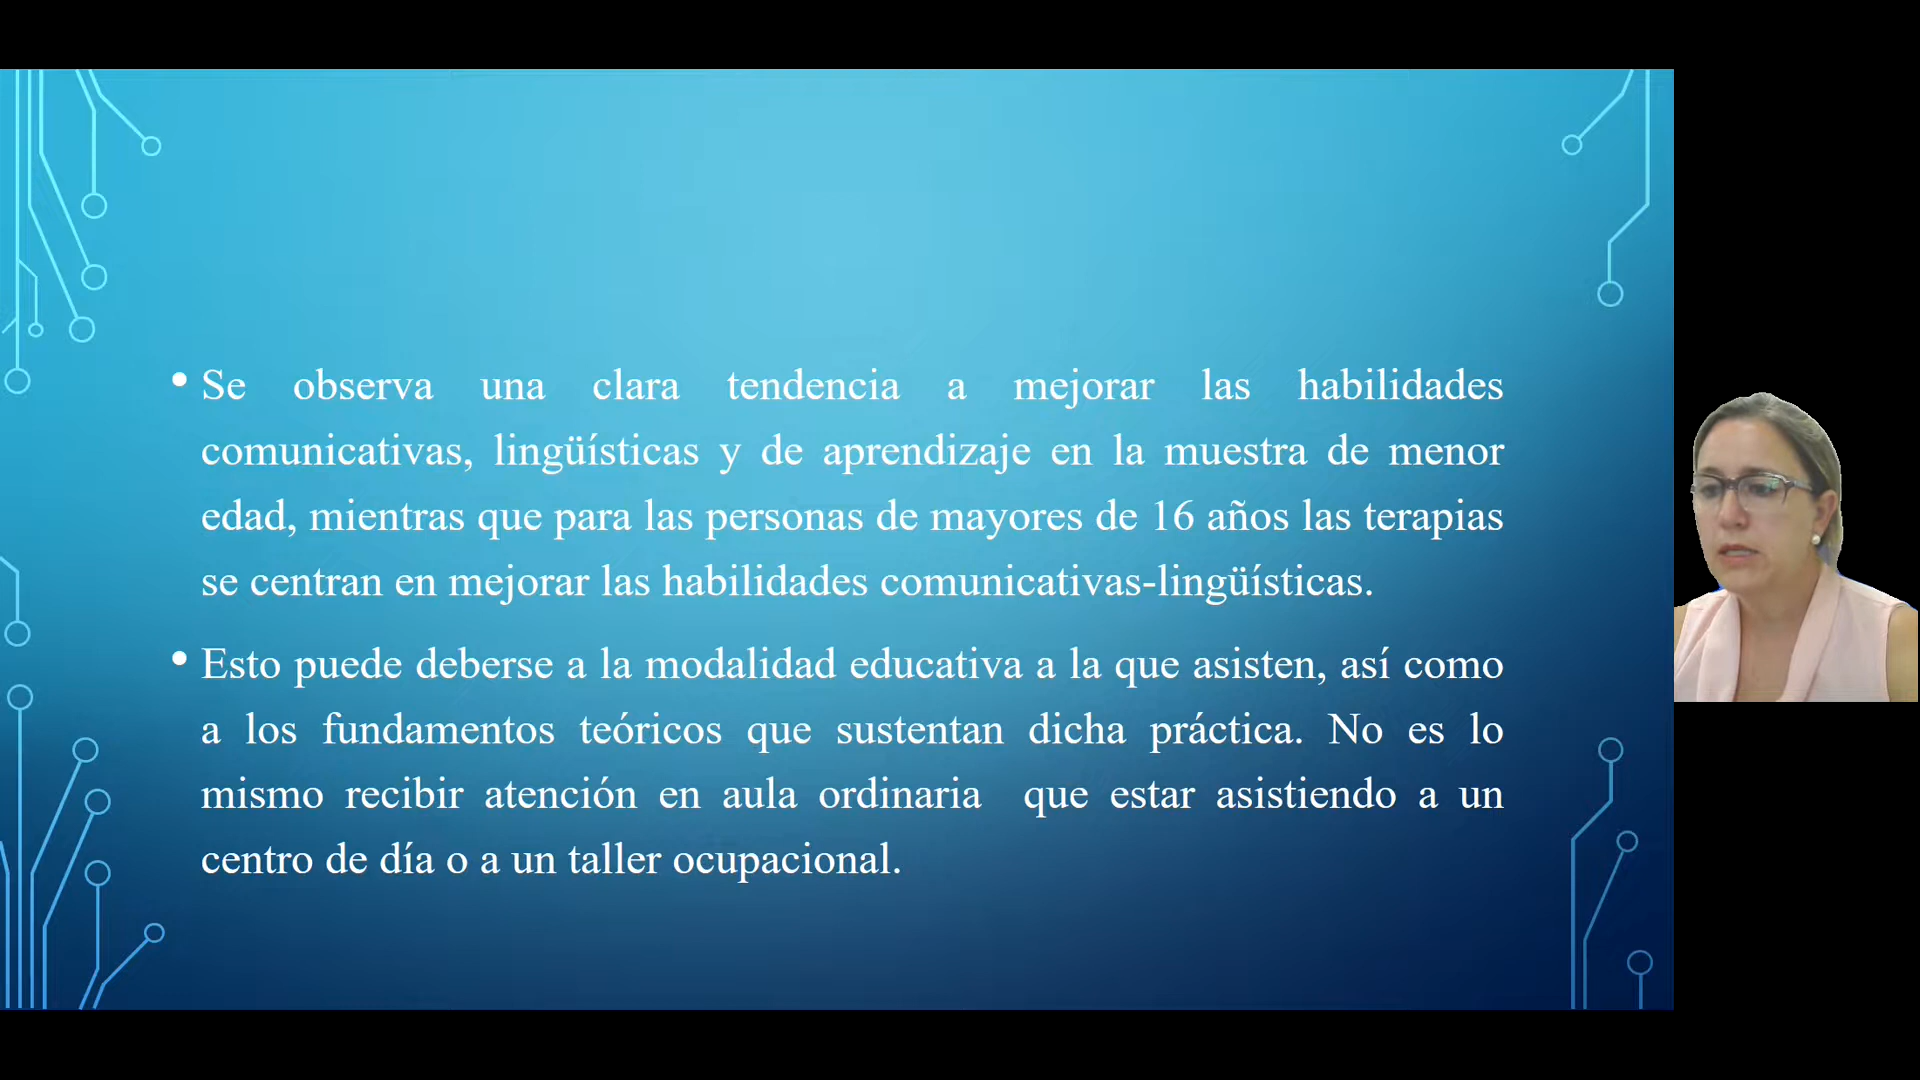 • Se observa una clara tendencia a mejorar las habilidades
comunicativas, lingüísticas y de aprendizaje en la muestra de menor
edad, mientras que para las personas de mayores de 16 años las terapias
se centran en mejorar las habilidades comunicativas-lingüísticas.
• Esto puede deberse a la modalidad educativa a la que asisten, así como
a los fundamentos teóricos que sustentan dicha práctica. No es lo
mismo recibir atención en aula ordinaria que estar asistiendo a un
centro de día o a un taller ocupacional.